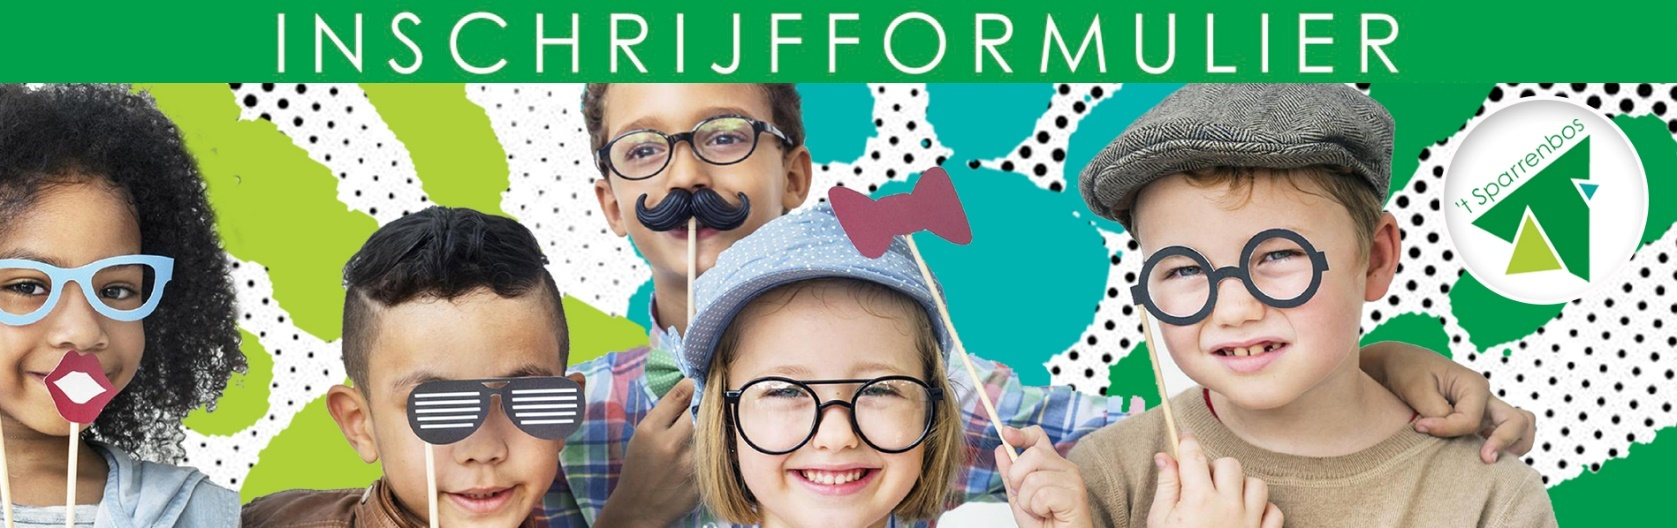 INSCHRIJFFORMULIER
't Sparrenbos